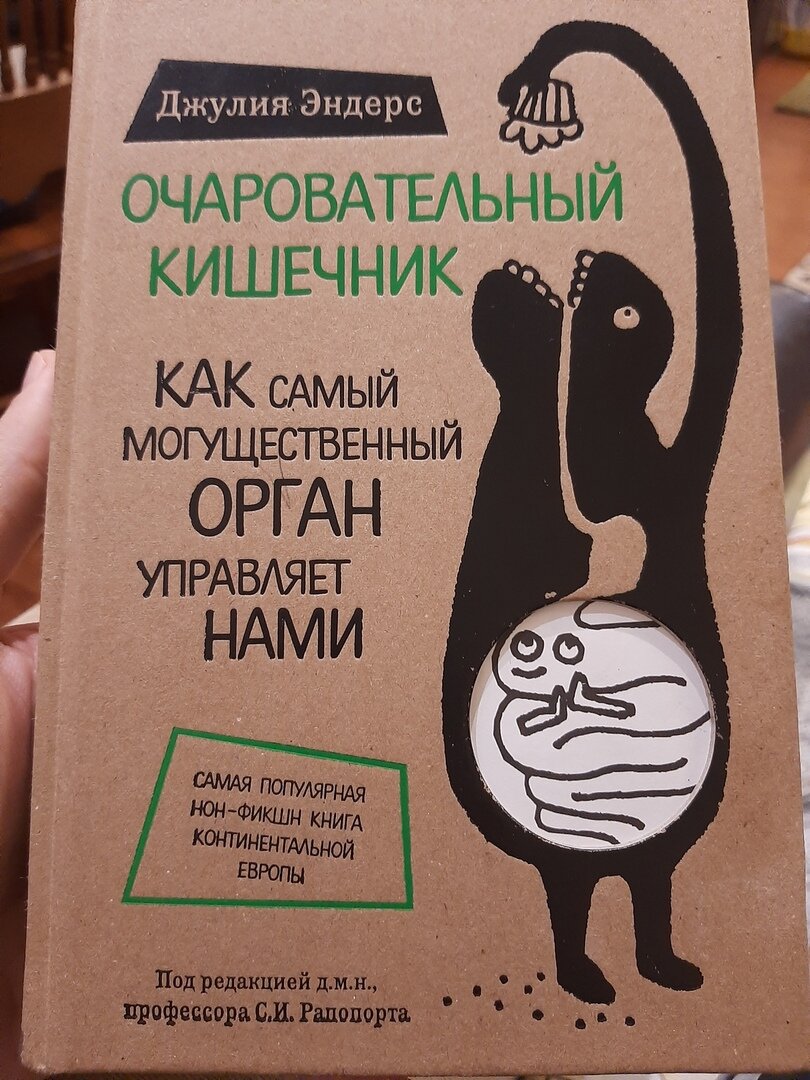 Джулия Эндерс
ОЧАРОВАТЕЛЬНЫЙ
КИШЕЧНИК
КАК САМЫЙ
МОГУЩЕСТВЕННЫЙ
ОРГАН
УПРАВЛЯЕТ
НАМИ
САМАЯ ПОПУЛЯРНАЯ
НОН-ФИКШН КНИГА
КОНТИНЕНТАЛЬНОЙ
ЕВРОПЫ
Под редакцией д.м.н.,
профессора С.И. Рапопорта